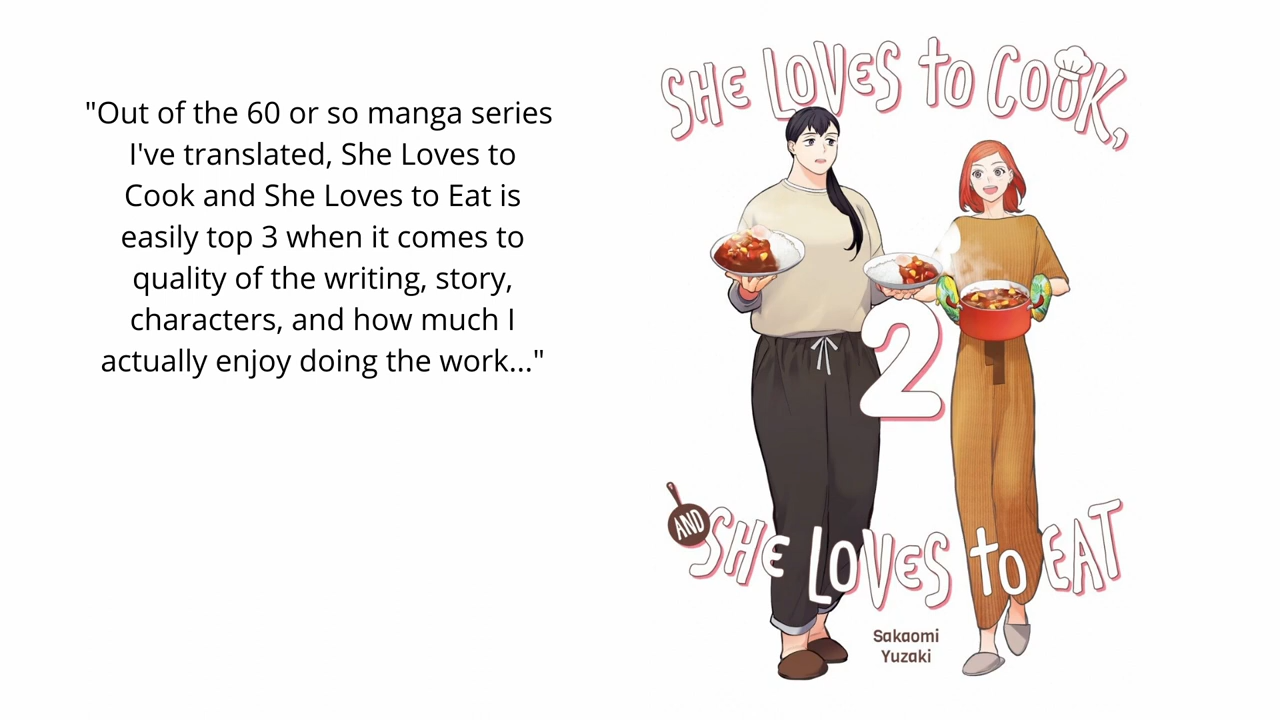 "Out of the 60 or so manga series
I've translated, She Loves to
Cook and She Loves to Eat is
easily top 3 when it comes to
quality of the writing, story,
characters, and how much I
actually enjoy doing the work..."
SHE LOVES to COOK,
2
AND
SHE LOVES to EAT
Sakaomi
Yuzaki